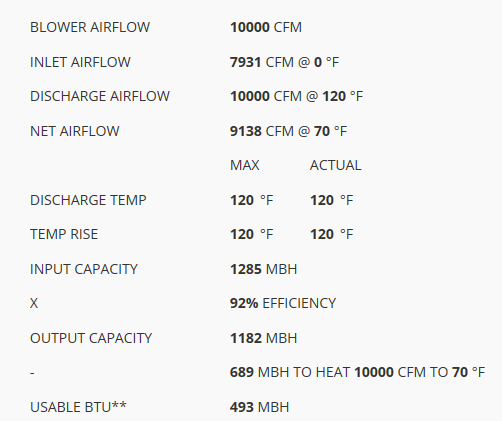 BLOWER AIRFLOW 10000 CFM
INLET AIRFLOW 7931 CFM @ 0 °F
DISCHARGE AIRFLOW 10000 CFM @ 120 °F
NET AIRFLOW 9138 CFM @ 70 °F
MAX ACTUAL
DISCHARGE TEMP 120 °F 120 °F
TEMP RISE 120 °F 120 °F
INPUT CAPACITY 1285 MBH
X 92% EFFICIENCY
OUTPUT CAPACITY 1182 MBH
- 689 MBH TO HEAT 10000 CFM TO 70 °F
USABLE BTU** 493 MBH